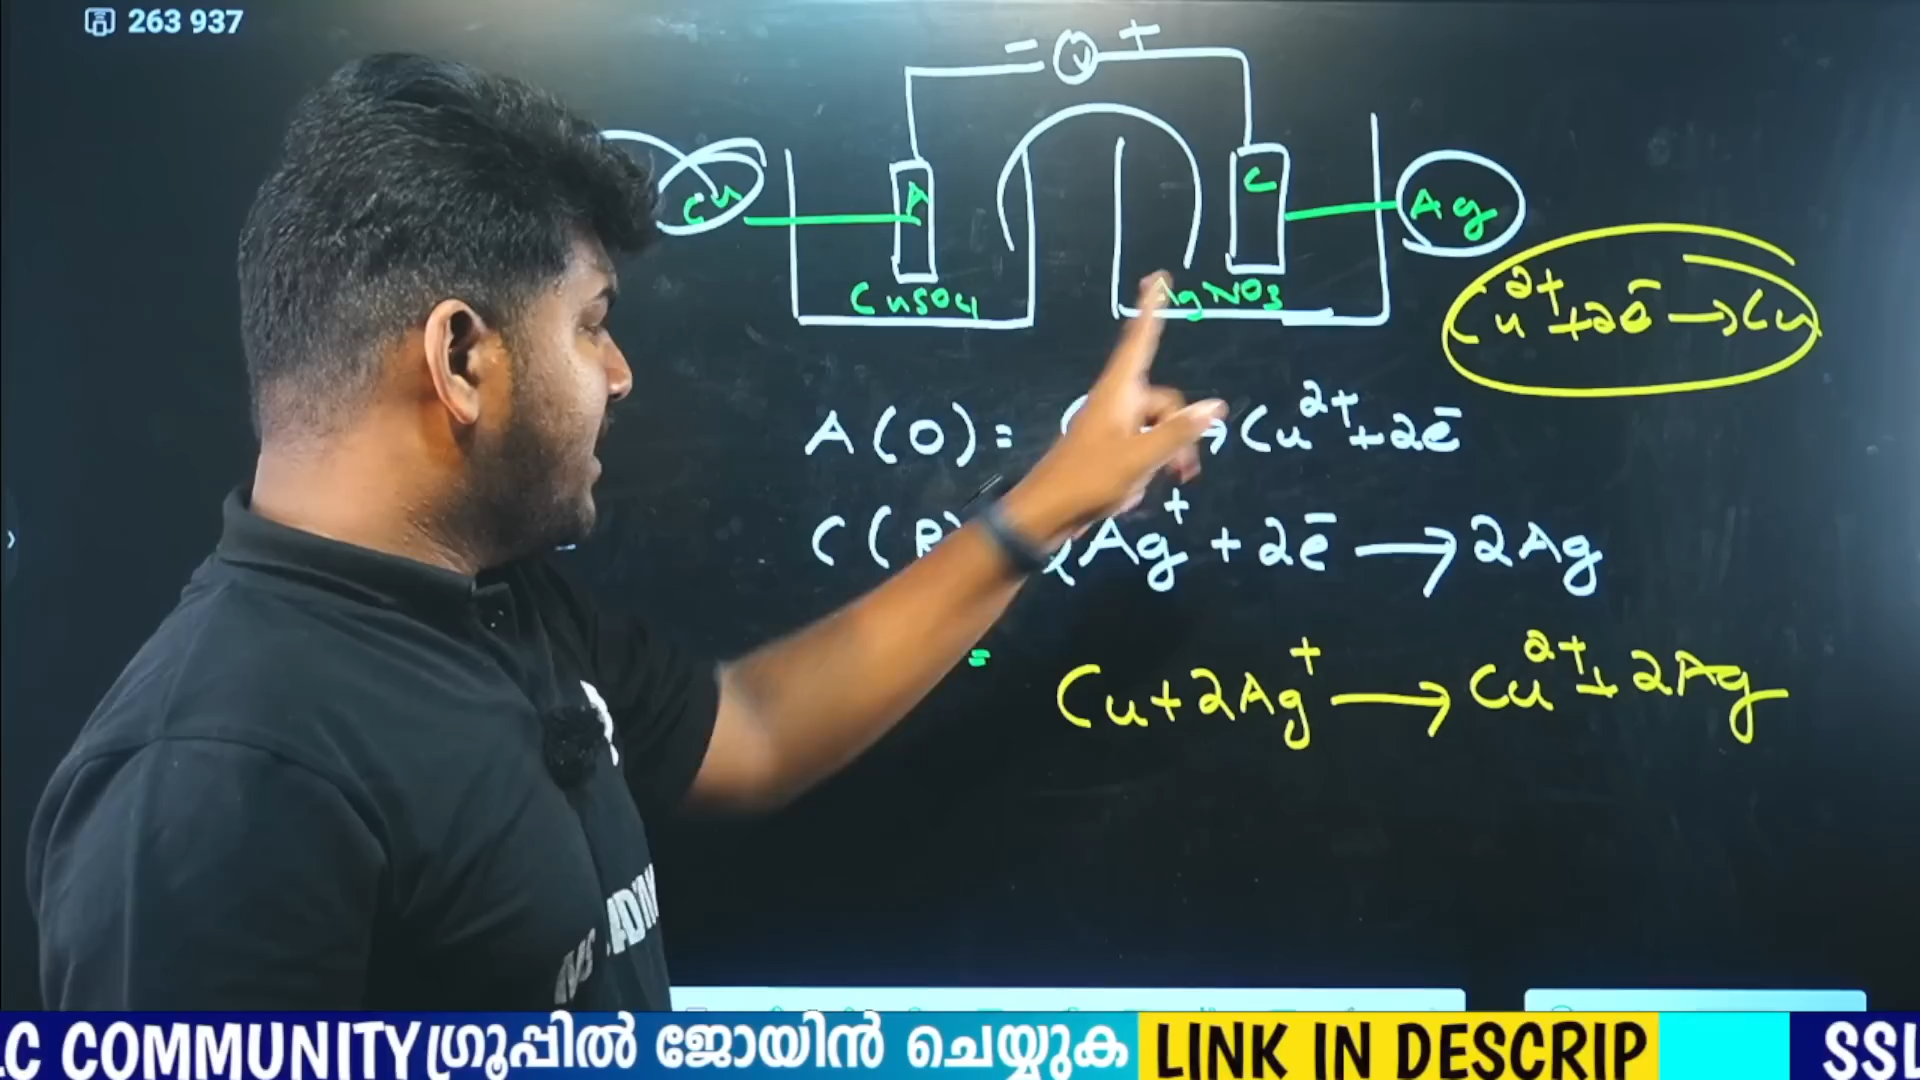 263 937
- V +
Cu A C Ag
CuSO4 AgNO3
Cu²⁺+2e⁻ → Cu
A(O) = → Cu²⁺+2e⁻
C(R) Ag⁺ + 2e⁻ → 2Ag
= Cu+2Ag⁺ → Cu²⁺+2Ag
LC COMMUNITY ഗ്രൂപ്പിൽ ജോയിൻ ചെയ്യുക LINK IN DESCRIP SSL